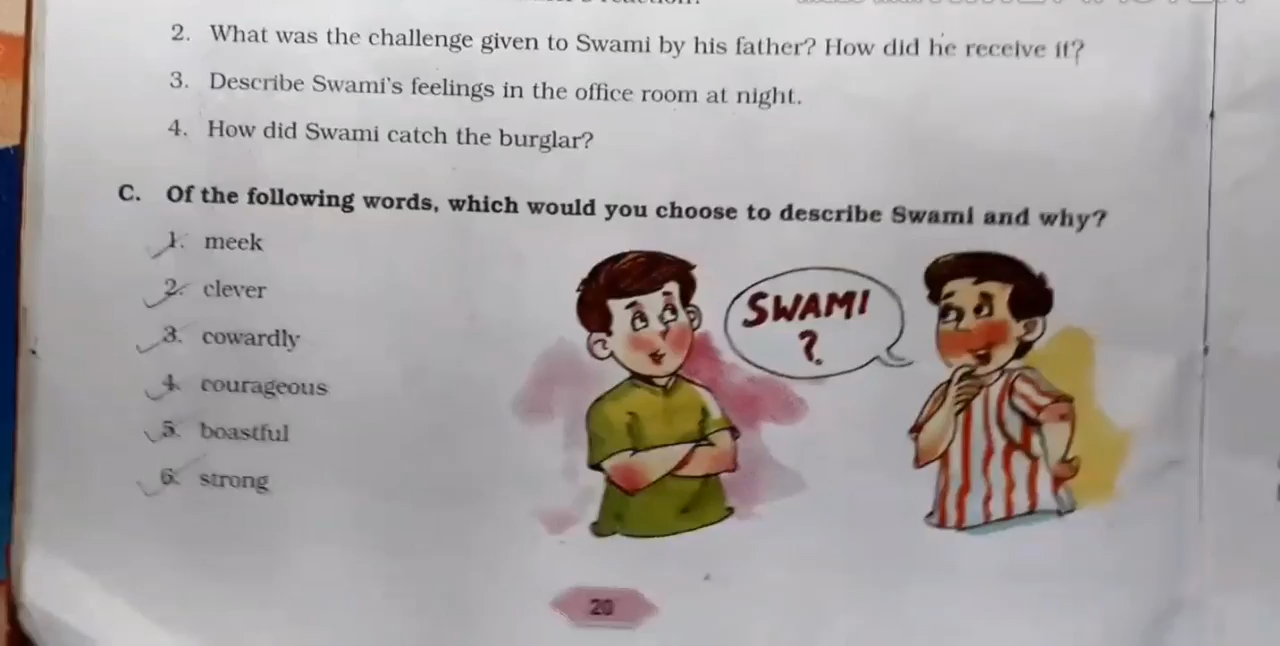 2. What was the challenge given to Swami by his father? How did he receive it?
3. Describe Swami's feelings in the office room at night.
4. How did Swami catch the burglar?
C. Of the following words, which would you choose to describe Swami and why?
1. meek
2. clever
3. cowardly
4. courageous
5. boastful
6. strong
SWAMI
?
20